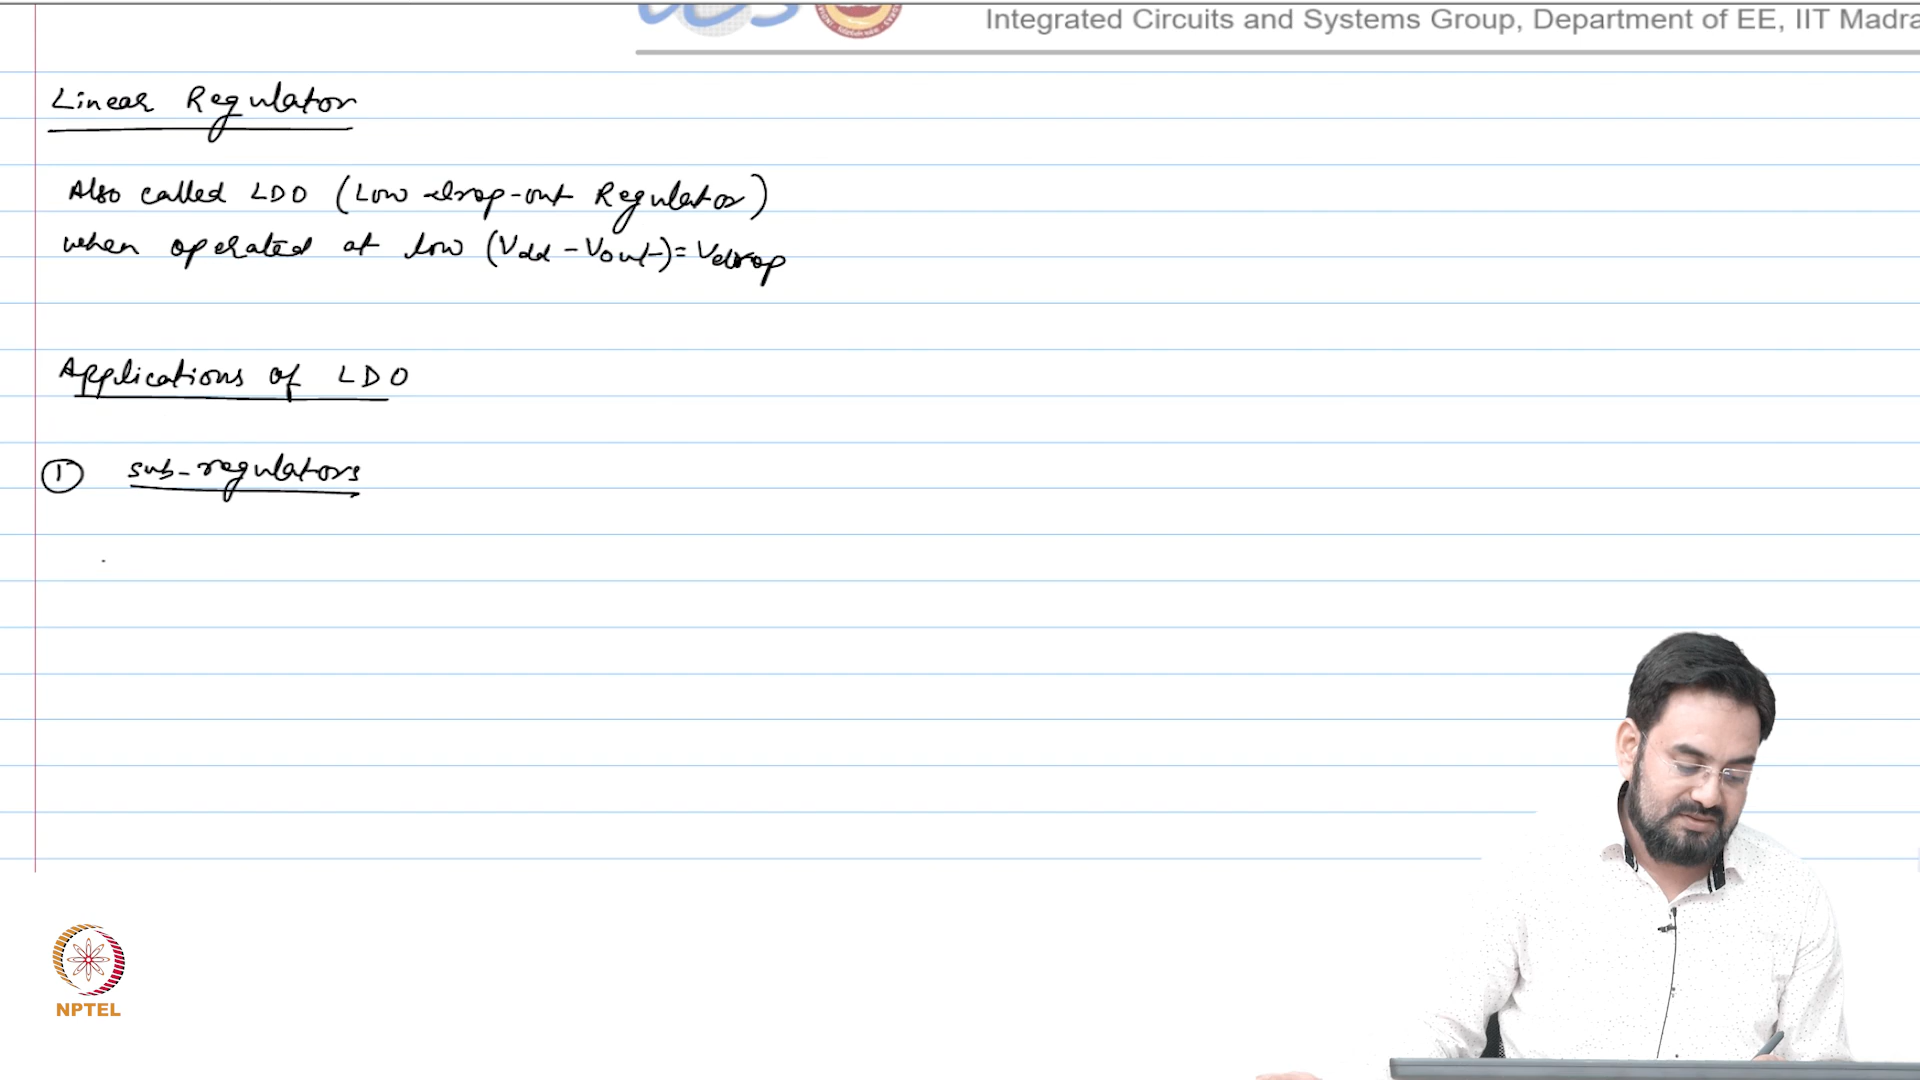 Integrated Circuits and Systems Group, Department of EE, IIT Madra
Linear Regulator
Also called LDO (Low drop-out Regulator)
when operated at low (Vdd - Vout) = Vdrop
Applications of LDO
① sub-regulators
NPTEL